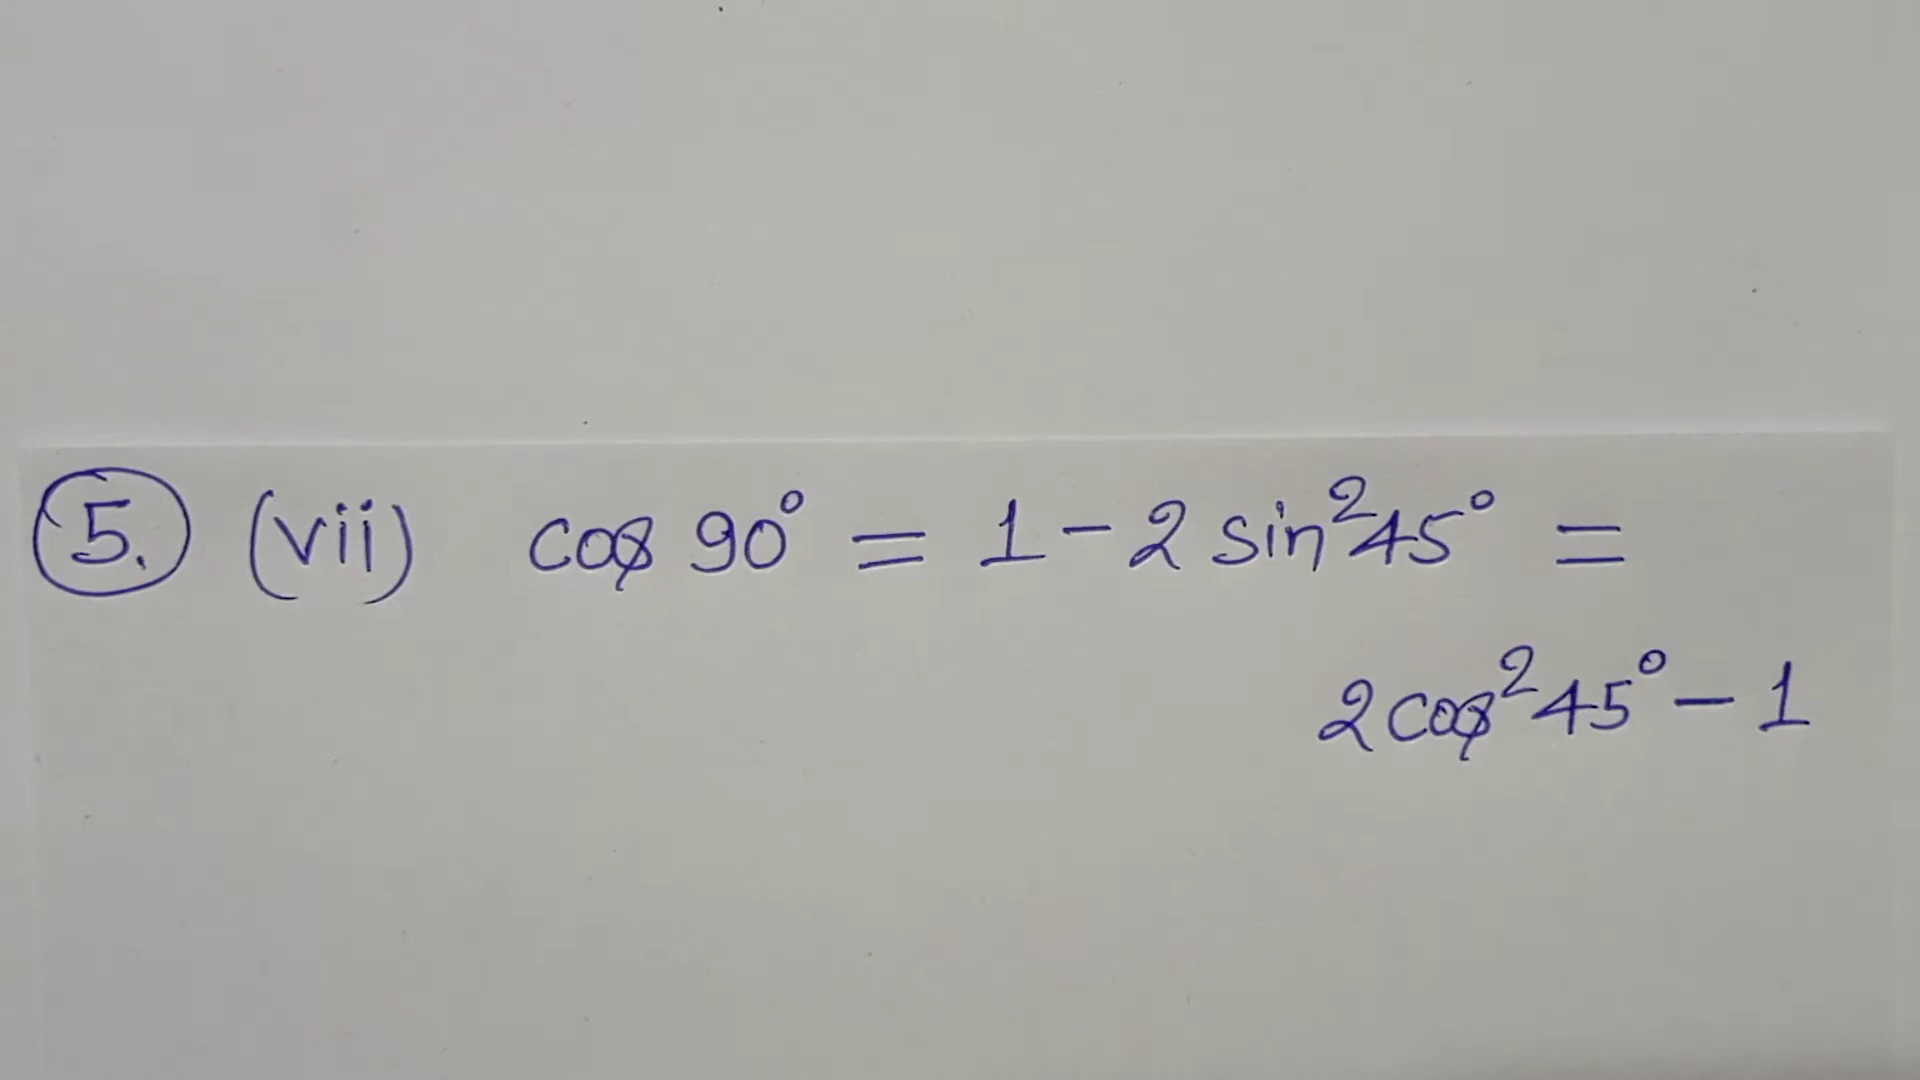 5. (vii) cos 90° = 1 - 2 sin²45° =
2 cos²45° - 1